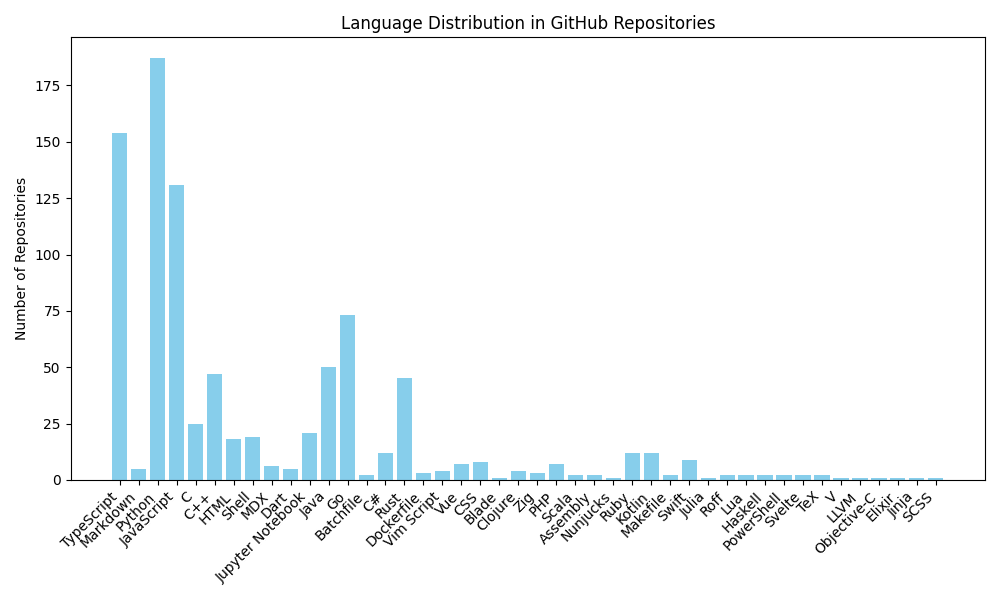 Language Distribution in GitHub Repositories
Number of Repositories
175
150
125
100
75
50
25
0
TypeScript
Markdown
Python
JavaScript
C
C++
HTML
Shell
MDX
Dart
Jupyter Notebook
Java
Go
Batchfile
C#
Rust
Dockerfile
Vim Script
Vue
CSS
Blade
Clojure
Zig
PHP
Scala
Assembly
Nunjucks
Ruby
Kotlin
Makefile
Swift
Julia
Roff
Lua
Haskell
PowerShell
Svelte
TeX
V
LLVM
Objective-C
Elixir
Jinja
SCSS